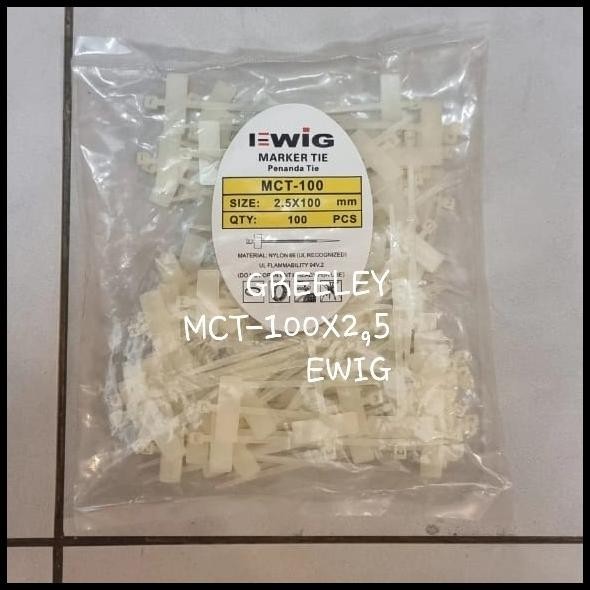 EWIG
MARKER TIE
Penanda Tie
MCT-100
SIZE: 2.5X100 mm
QTY: 100 PCS
MATERIAL: NYLON 66 (UL RECOGNIZED)
UL FLAMMABILITY 94V-2
GREELEY
MCT-100X2,5
EWIG